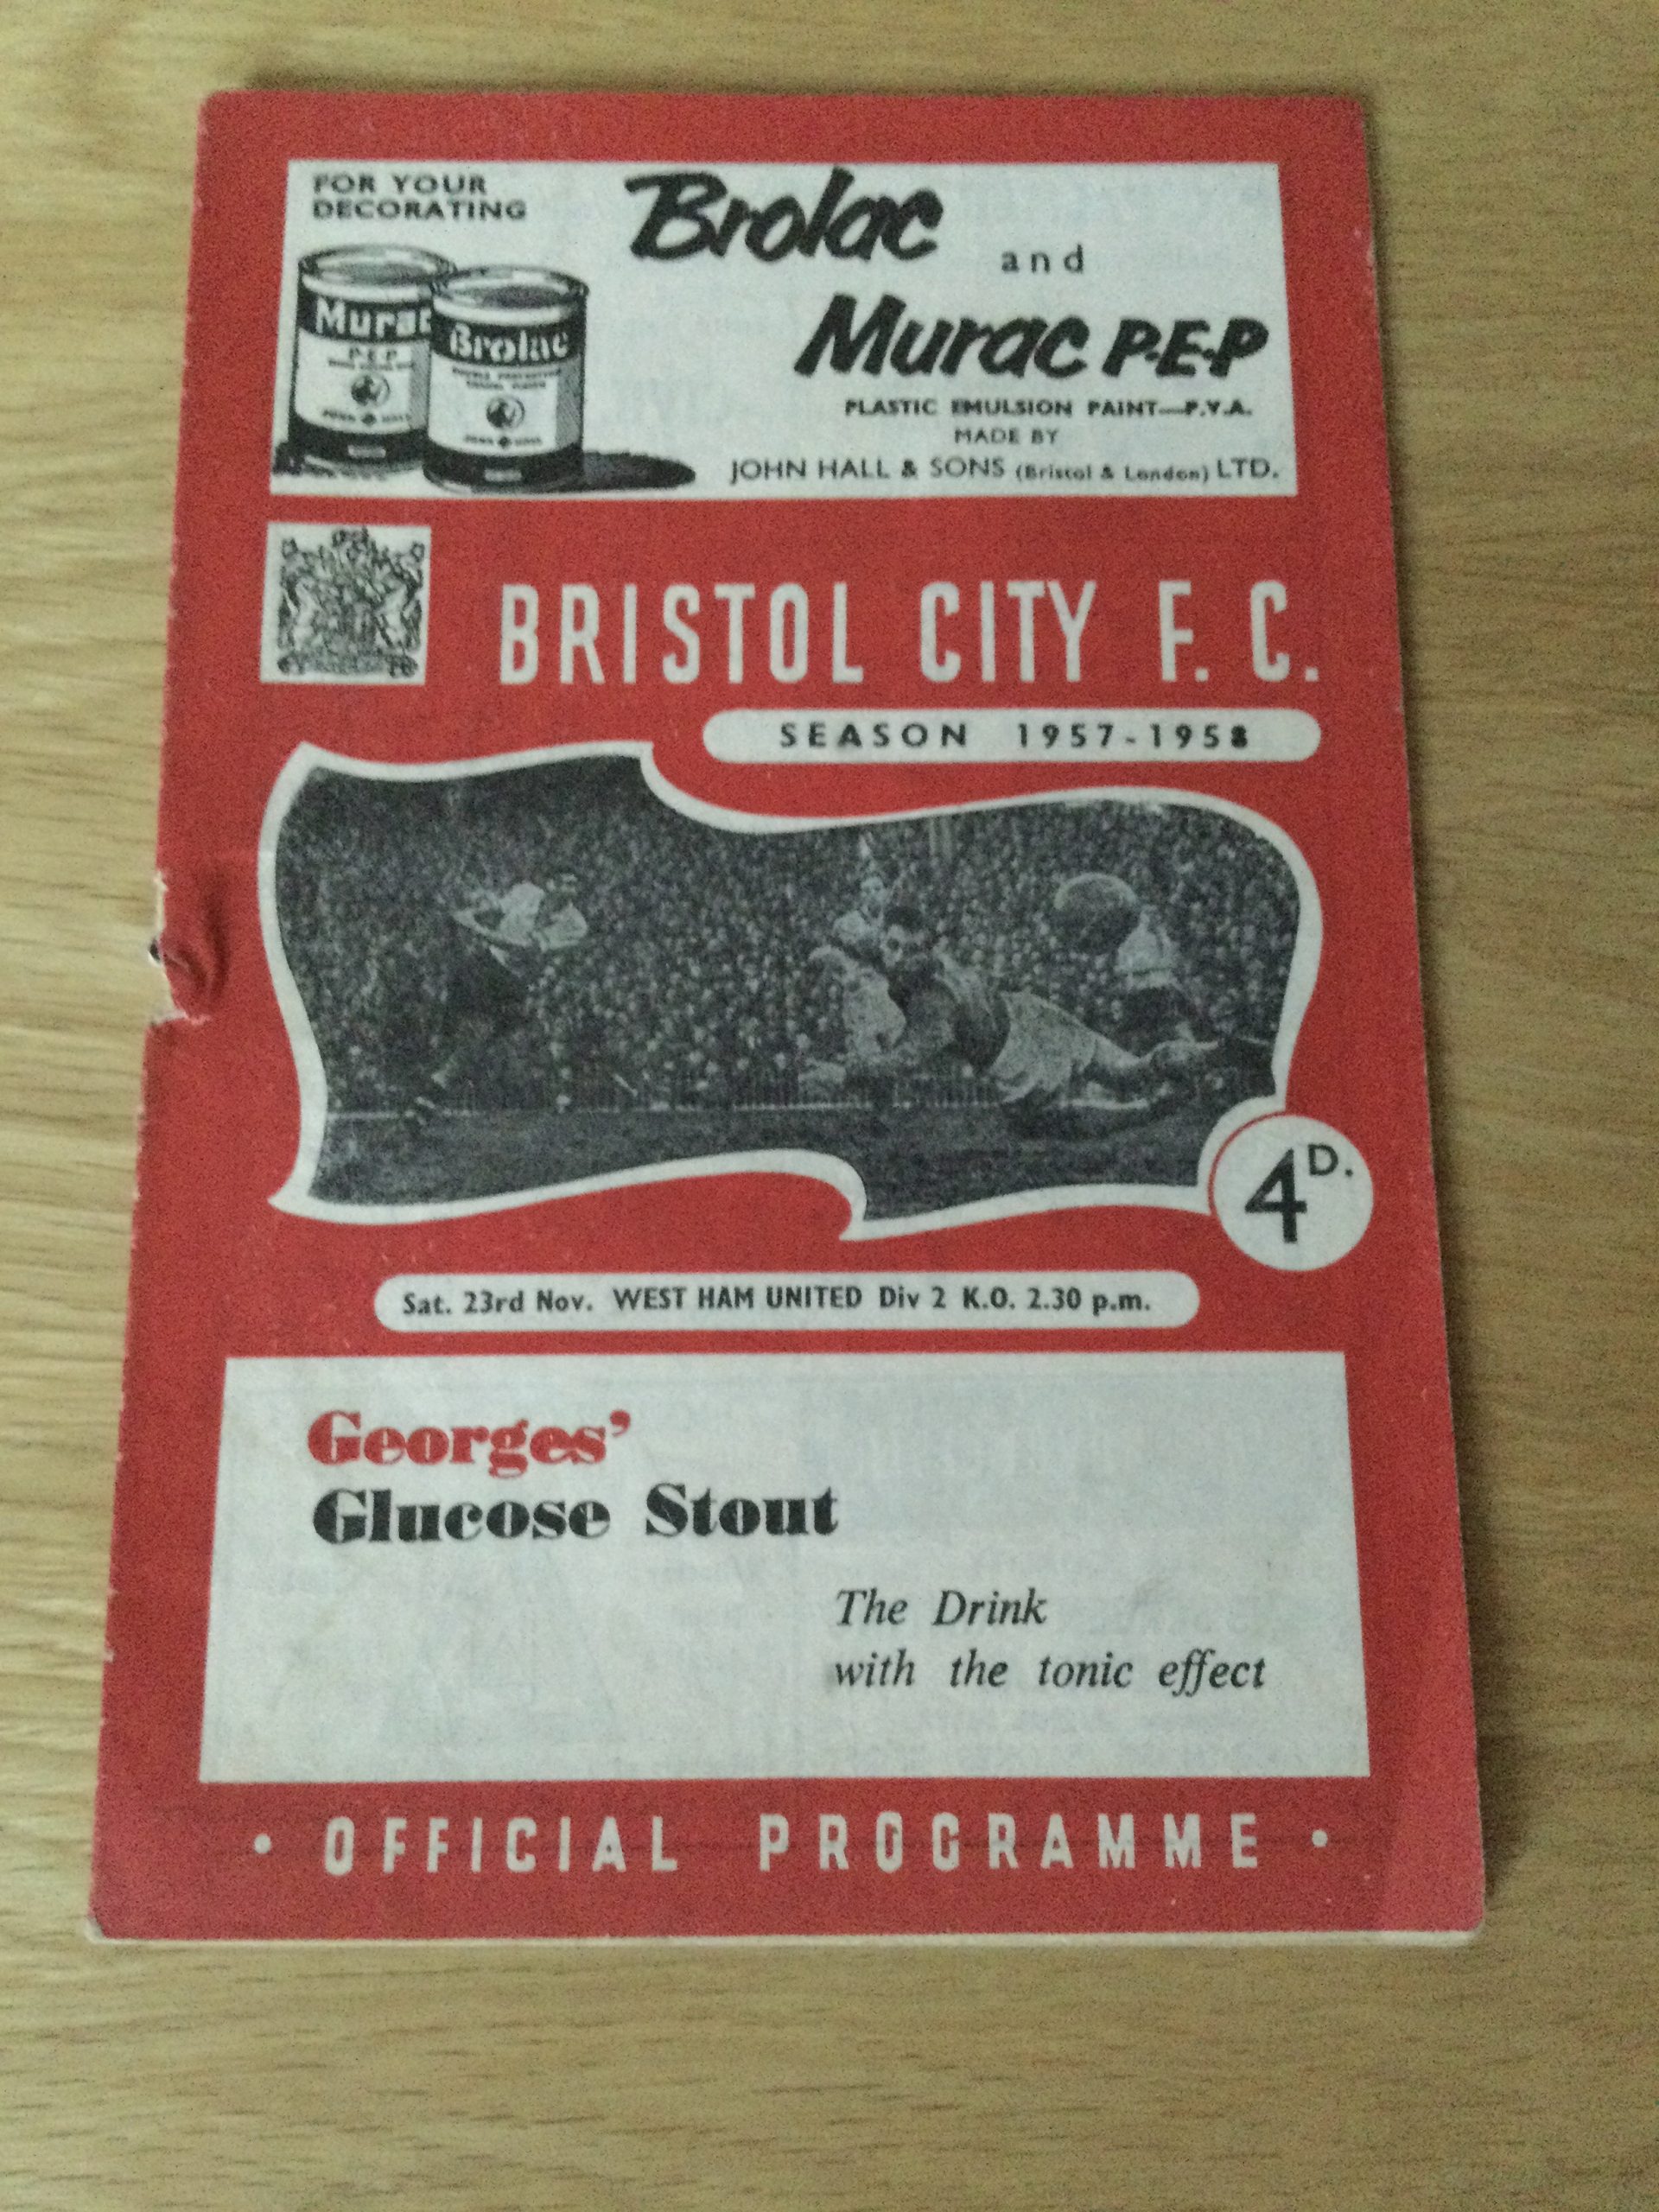 FOR YOUR
DECORATING
Brolac
and
Murac P·E·P
Murac
P·E·P
Brolac
PLASTIC EMULSION PAINT—P.V.A.
MADE BY
JOHN HALL & SONS (Bristol & London) LTD.
BRISTOL CITY F. C.
SEASON 1957-1958
4D.
Sat. 23rd Nov. WEST HAM UNITED Div 2 K.O. 2.30 p.m.
Georges'
Glucose Stout
The Drink
with the tonic effect
• OFFICIAL PROGRAMME •